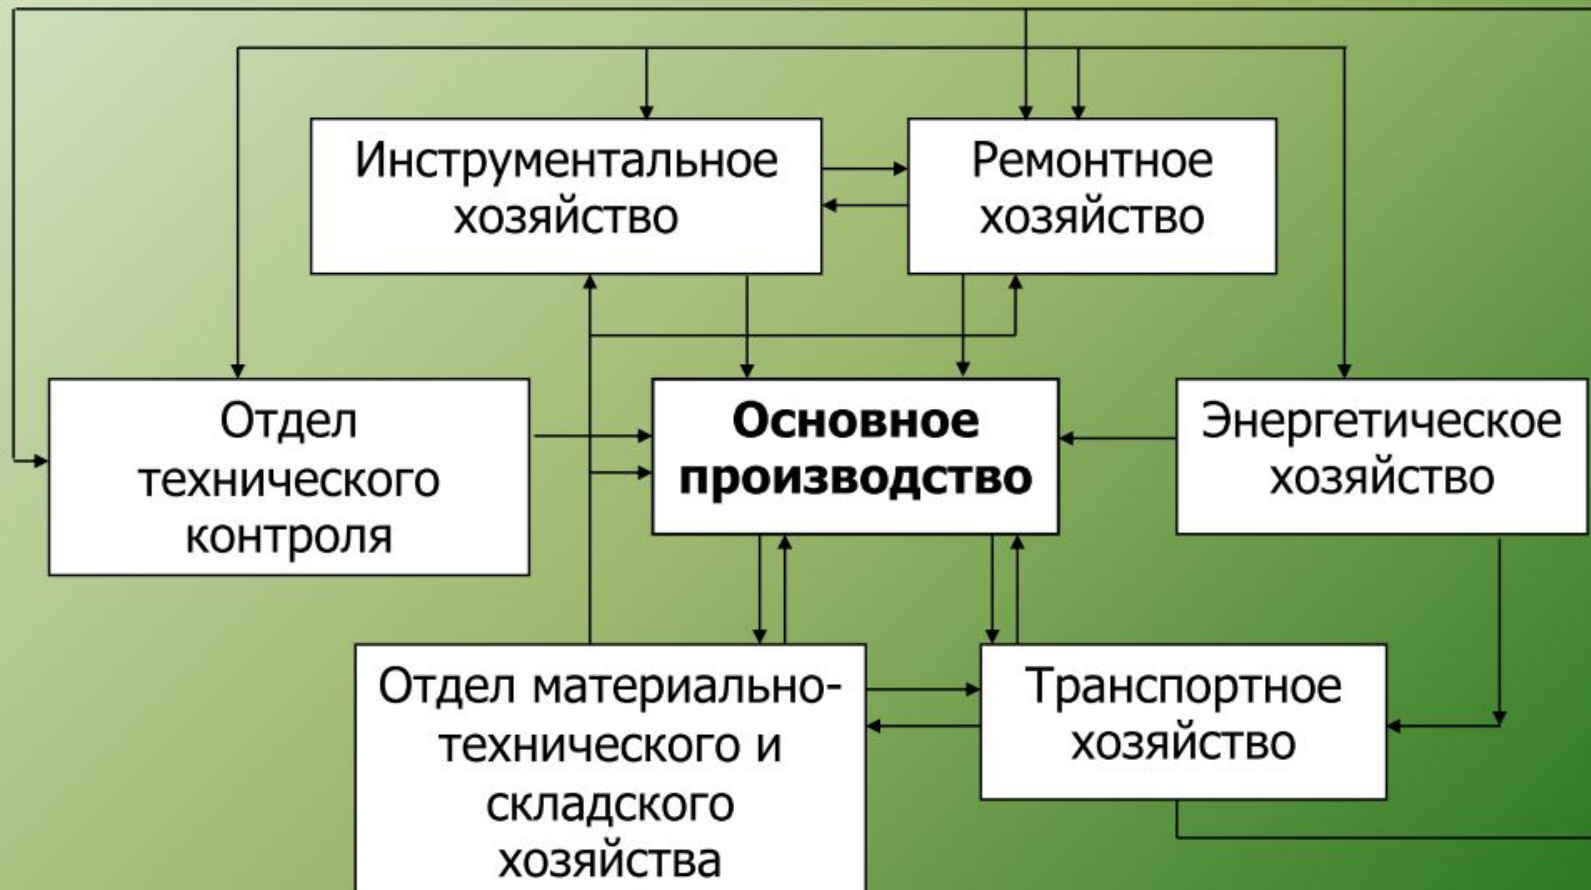 Инструментальное
хозяйство
Ремонтное
хозяйство
Отдел
технического
контроля
Основное
производство
Энергетическое
хозяйство
Отдел материально-
технического и
складского
хозяйства
Транспортное
хозяйство